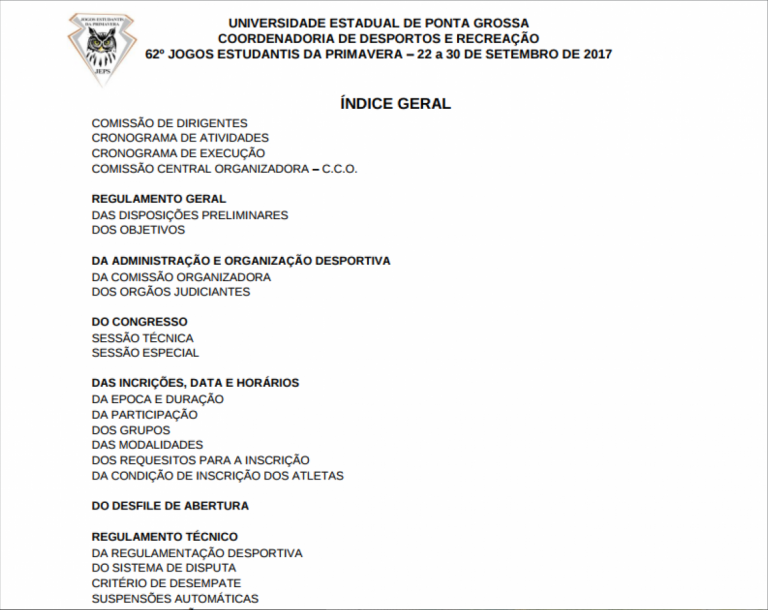 JOGOS ESTUDANTIS
DA PRIMAVERA
JEPS
UNIVERSIDADE ESTADUAL DE PONTA GROSSA
COORDENADORIA DE DESPORTOS E RECREAÇÃO
62º JOGOS ESTUDANTIS DA PRIMAVERA – 22 a 30 DE SETEMBRO DE 2017
ÍNDICE GERAL
COMISSÃO DE DIRIGENTES
CRONOGRAMA DE ATIVIDADES
CRONOGRAMA DE EXECUÇÃO
COMISSÃO CENTRAL ORGANIZADORA – C.C.O.
REGULAMENTO GERAL
DAS DISPOSIÇÕES PRELIMINARES
DOS OBJETIVOS
DA ADMINISTRAÇÃO E ORGANIZAÇÃO DESPORTIVA
DA COMISSÃO ORGANIZADORA
DOS ORGÃOS JUDICIANTES
DO CONGRESSO
SESSÃO TÉCNICA
SESSÃO ESPECIAL
DAS INCRIÇÕES, DATA E HORÁRIOS
DA EPOCA E DURAÇÃO
DA PARTICIPAÇÃO
DOS GRUPOS
DAS MODALIDADES
DOS REQUESITOS PARA A INSCRIÇÃO
DA CONDIÇÃO DE INSCRIÇÃO DOS ATLETAS
DO DESFILE DE ABERTURA
REGULAMENTO TÉCNICO
DA REGULAMENTAÇÃO DESPORTIVA
DO SISTEMA DE DISPUTA
CRITÉRIO DE DESEMPATE
SUSPENSÕES AUTOMÁTICAS